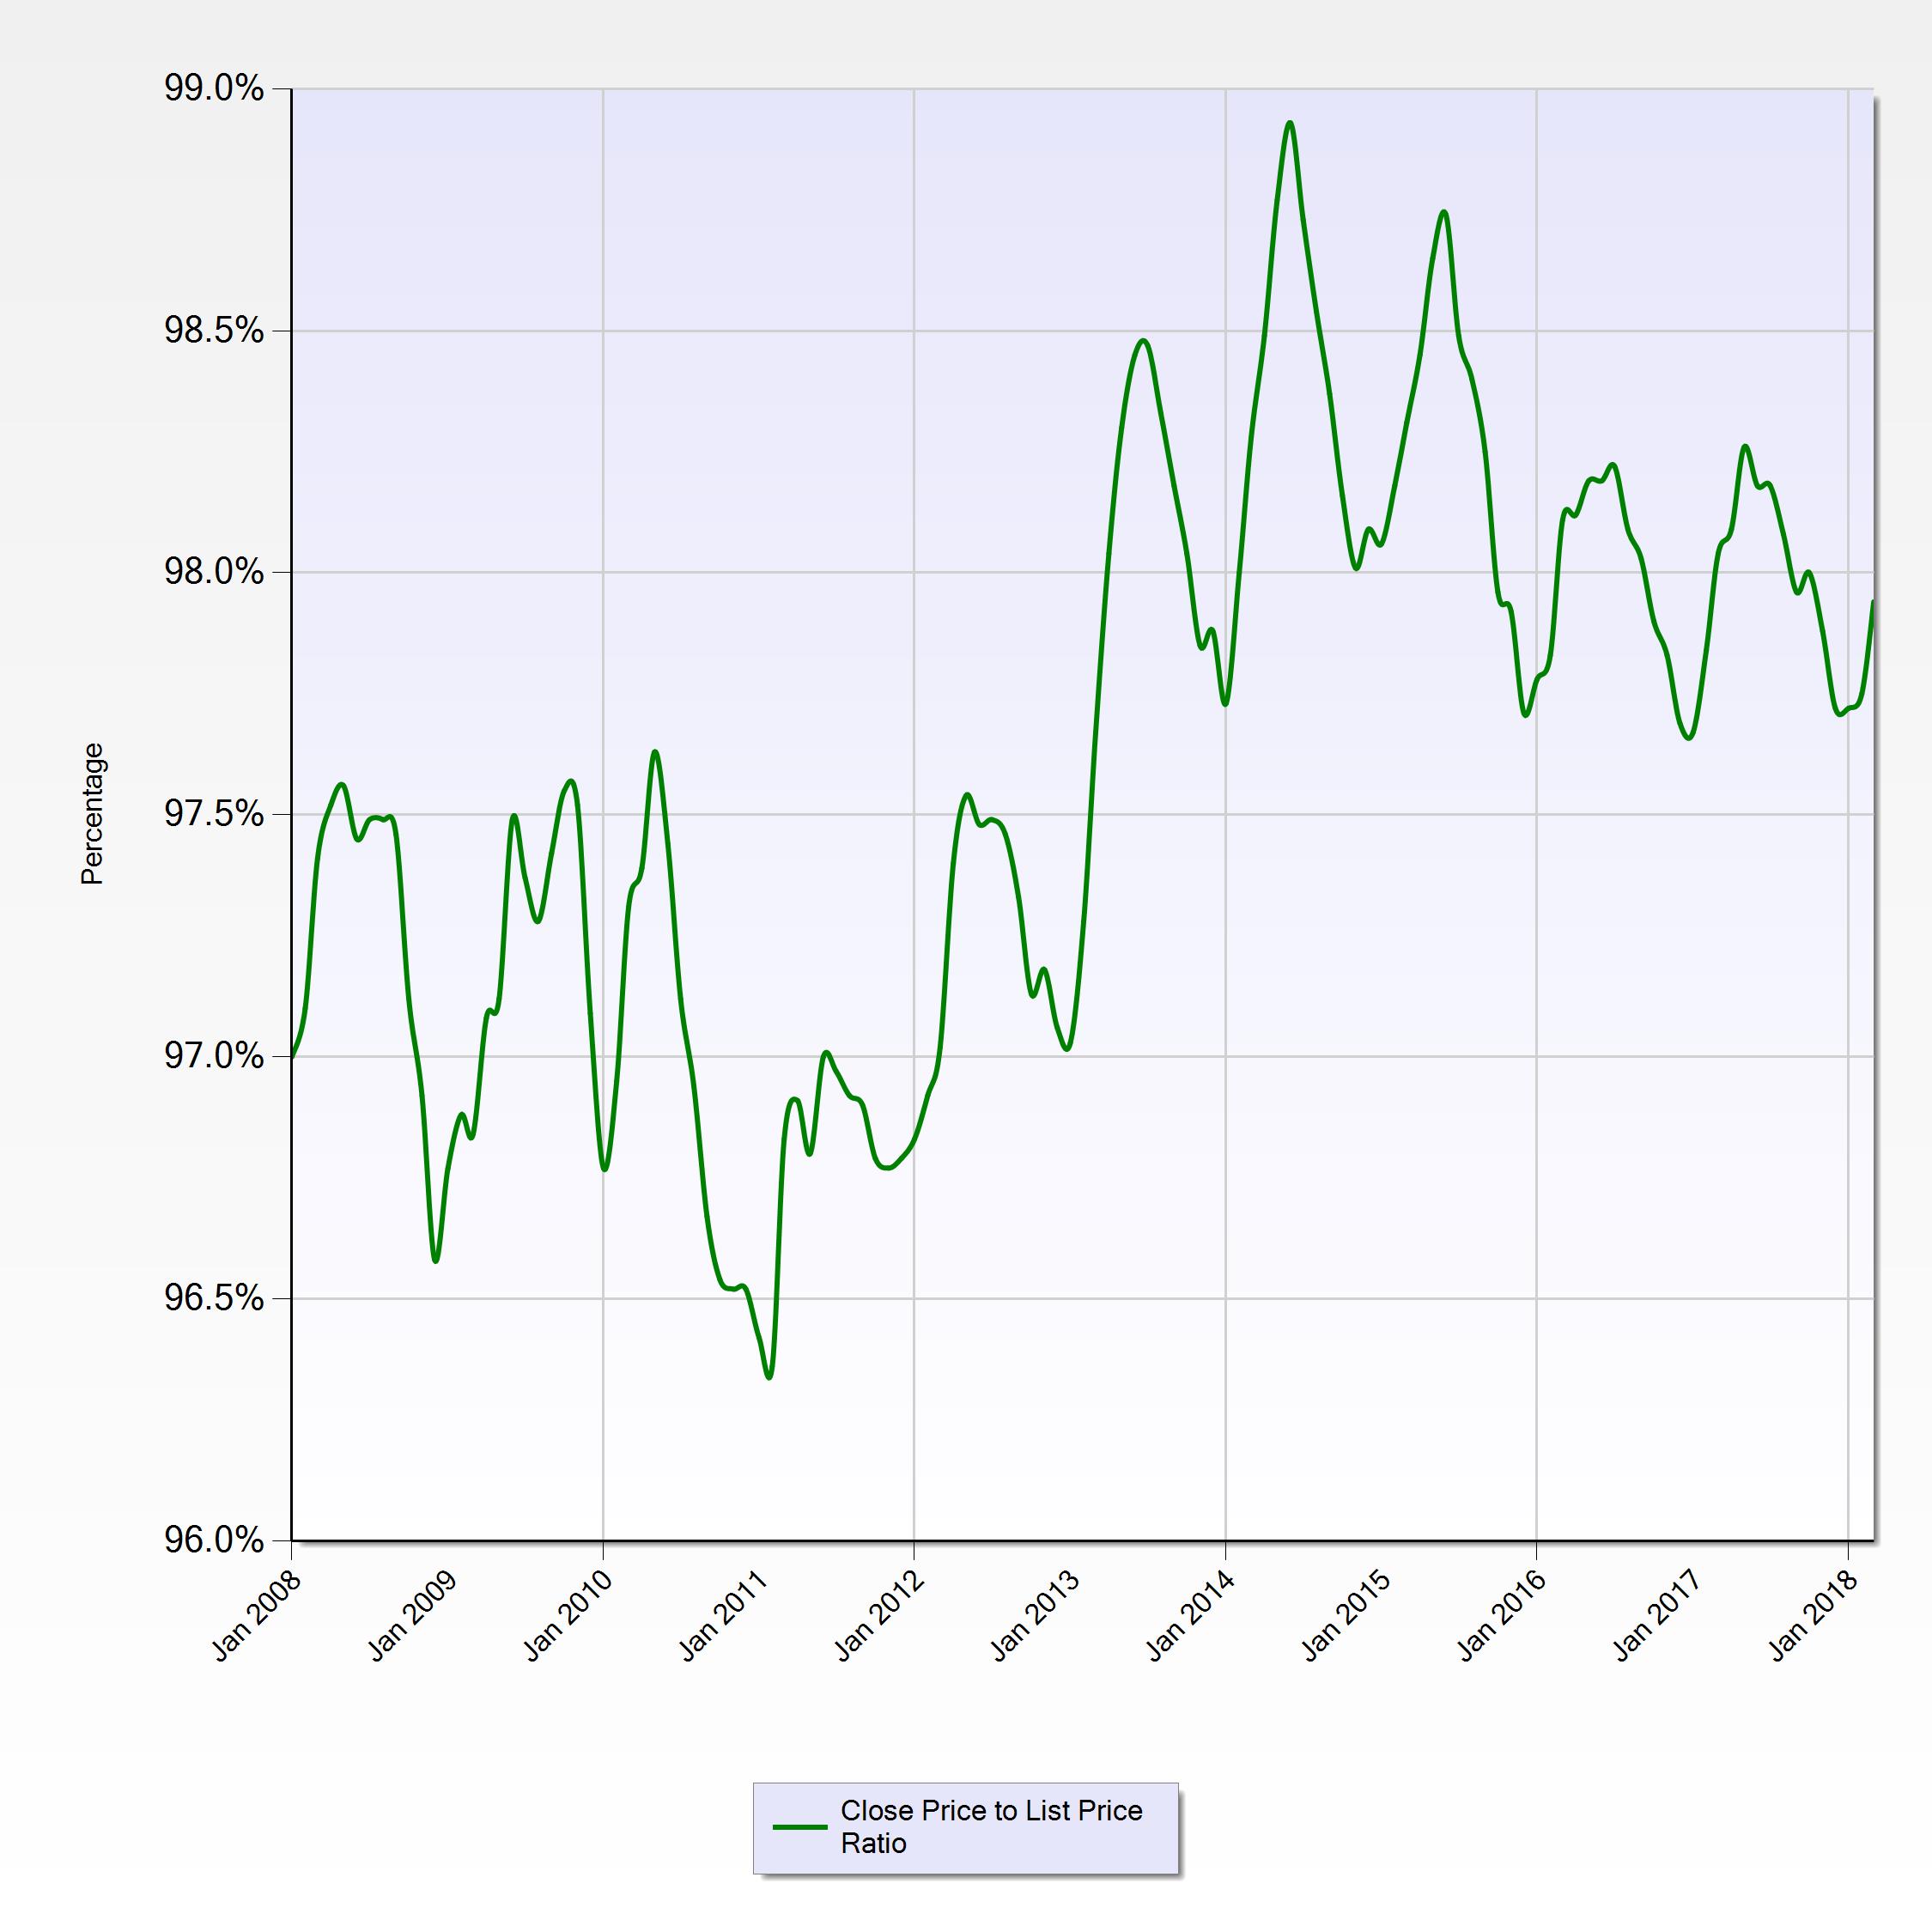 99.0%
98.5%
98.0%
97.5%
97.0%
96.5%
96.0%
Percentage
Jan 2008
Jan 2009
Jan 2010
Jan 2011
Jan 2012
Jan 2013
Jan 2014
Jan 2015
Jan 2016
Jan 2017
Jan 2018
Close Price to List Price
Ratio